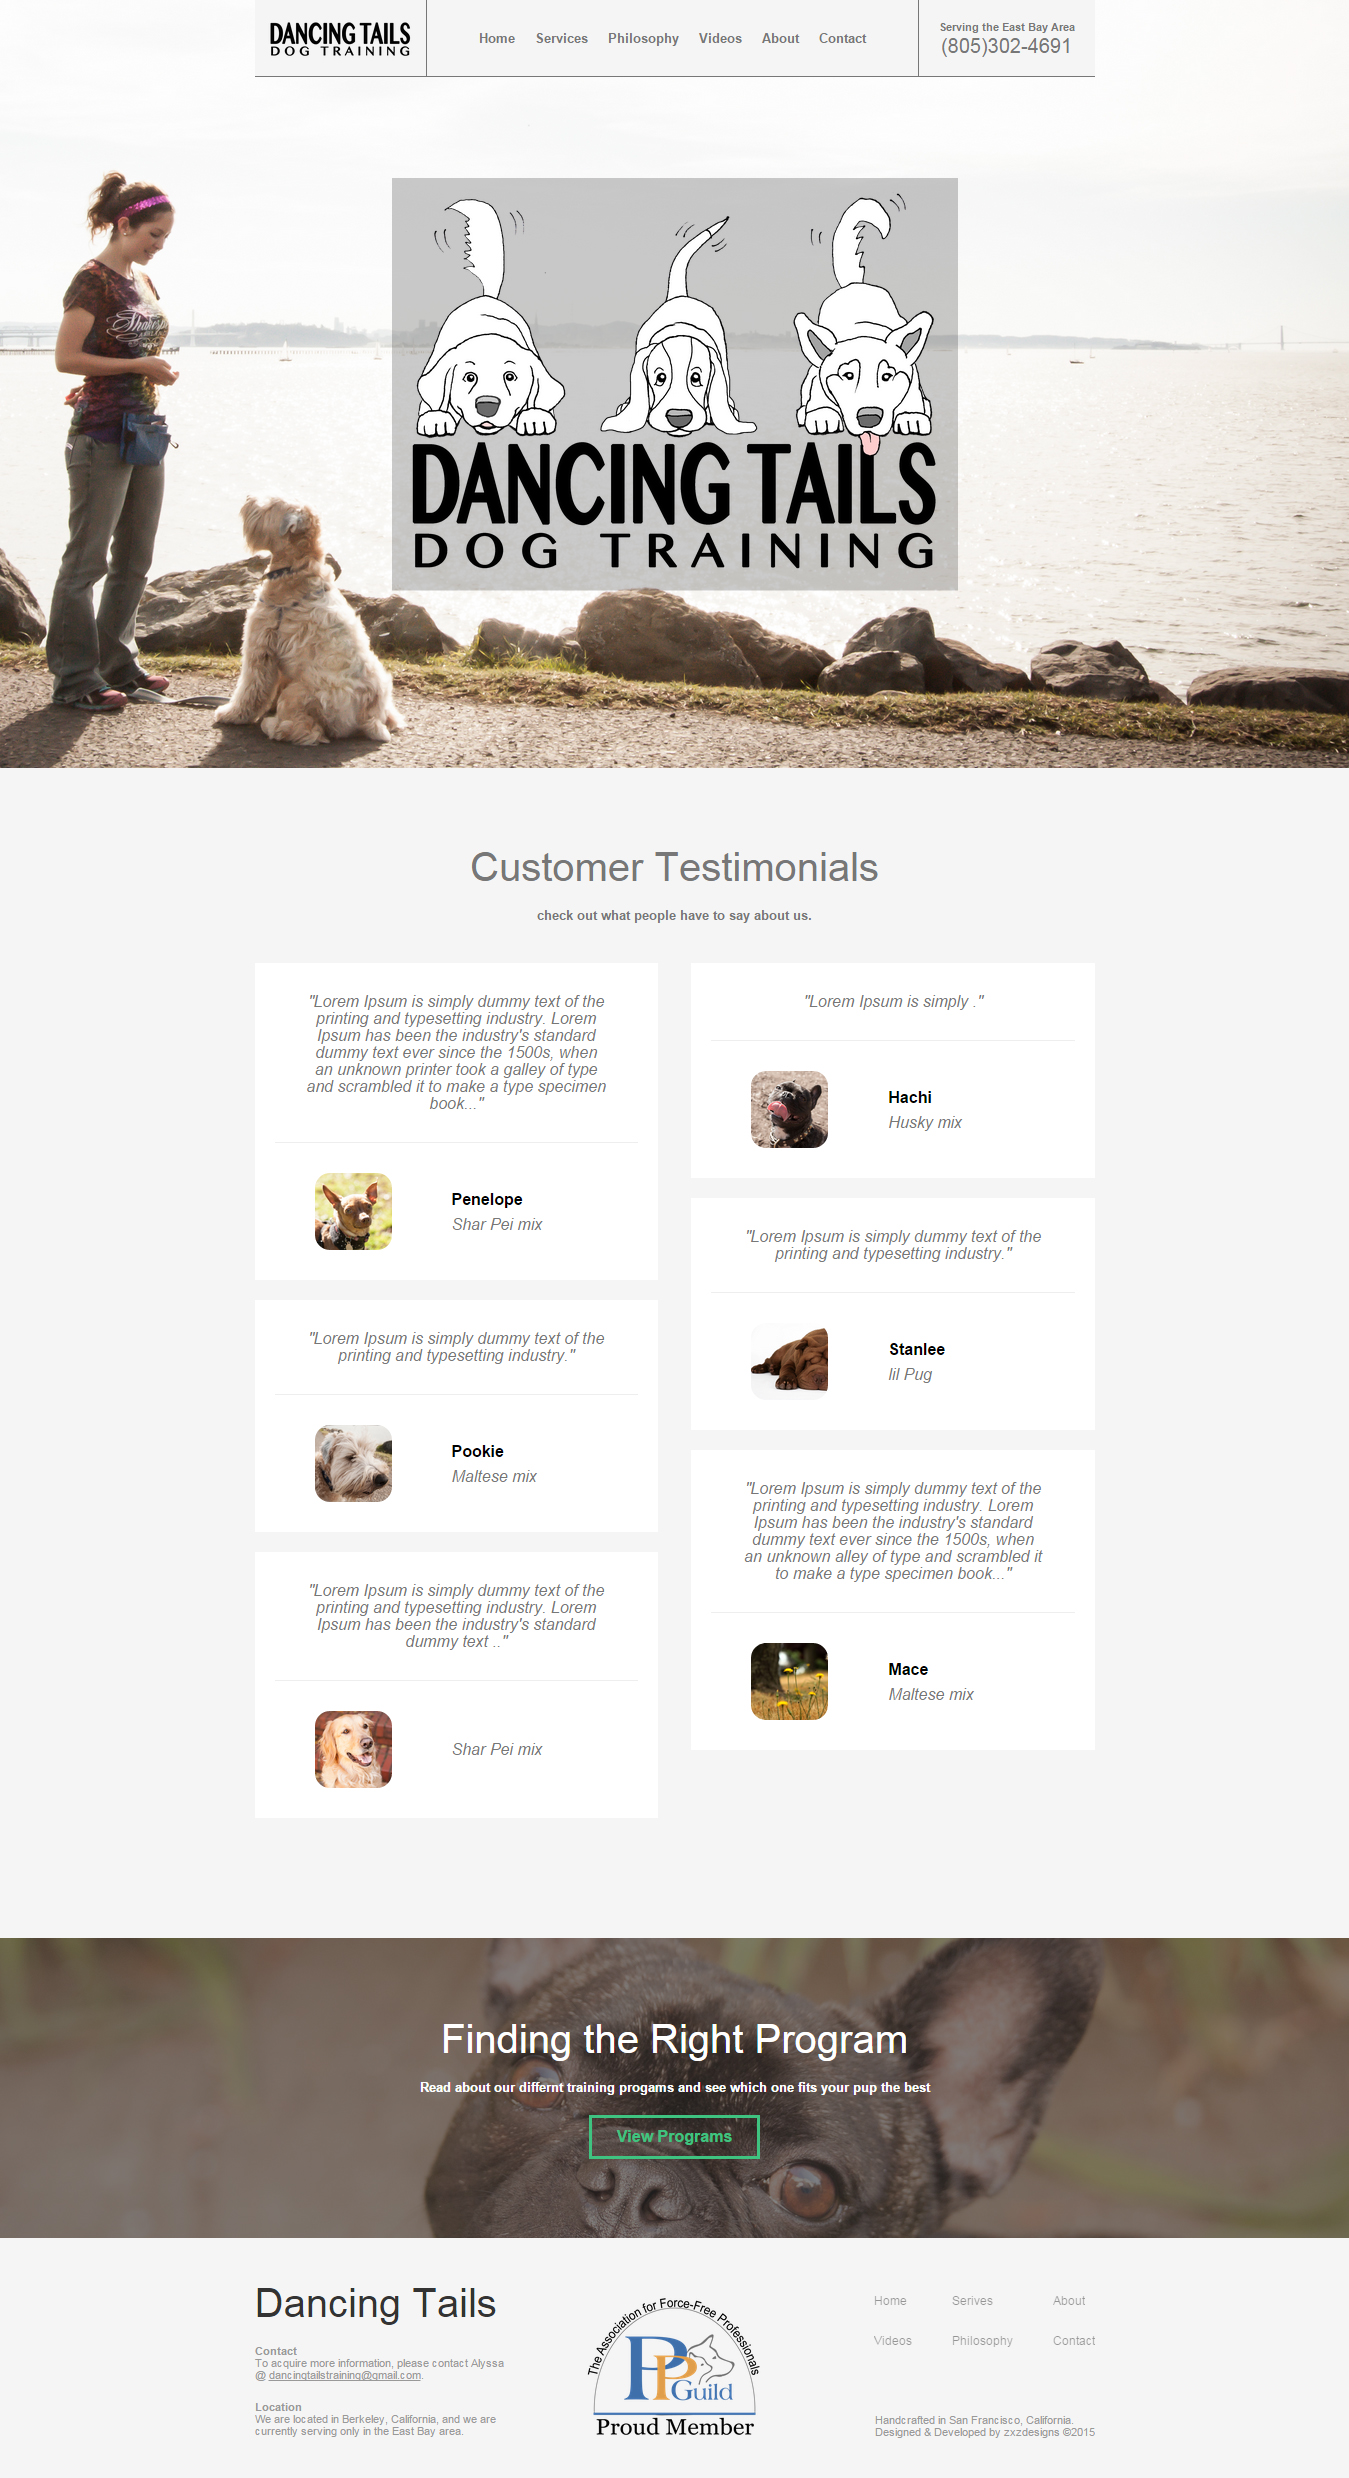 DANCING TAILS
DOG TRAINING
Home
Services
Philosophy
Videos
About
Contact
Serving the East Bay Area
(805)302-4691
DANCING TAILS
DOG TRAINING
Customer Testimonials
check out what people have to say about us.
"Lorem Ipsum is simply dummy text of the
printing and typesetting industry. Lorem
Ipsum has been the industry's standard
dummy text ever since the 1500s, when
an unknown printer took a galley of type
and scrambled it to make a type specimen
book..."
Penelope
Shar Pei mix
"Lorem Ipsum is simply dummy text of the
printing and typesetting industry."
Pookie
Maltese mix
"Lorem Ipsum is simply dummy text of the
printing and typesetting industry. Lorem
Ipsum has been the industry's standard
dummy text .."
Shar Pei mix
"Lorem Ipsum is simply ."
Hachi
Husky mix
"Lorem Ipsum is simply dummy text of the
printing and typesetting industry."
Stanlee
lil Pug
"Lorem Ipsum is simply dummy text of the
printing and typesetting industry. Lorem
Ipsum has been the industry's standard
dummy text ever since the 1500s, when
an unknown alley of type and scrambled it
to make a type specimen book..."
Mace
Maltese mix
Finding the Right Program
Read about our differnt training progams and see which one fits your pup the best
View Programs
Dancing Tails
Contact
To acquire more information, please contact Alyssa
@ dancingtailstraining@gmail.com.
Location
We are located in Berkeley, California, and we are
currently serving only in the East Bay area.
The Association for Force-Free Professionals
PP
Guild
Proud Member
Home
Serives
About
Videos
Philosophy
Contact
Handcrafted in San Francisco, California.
Designed & Developed by zxzdesigns ©2015